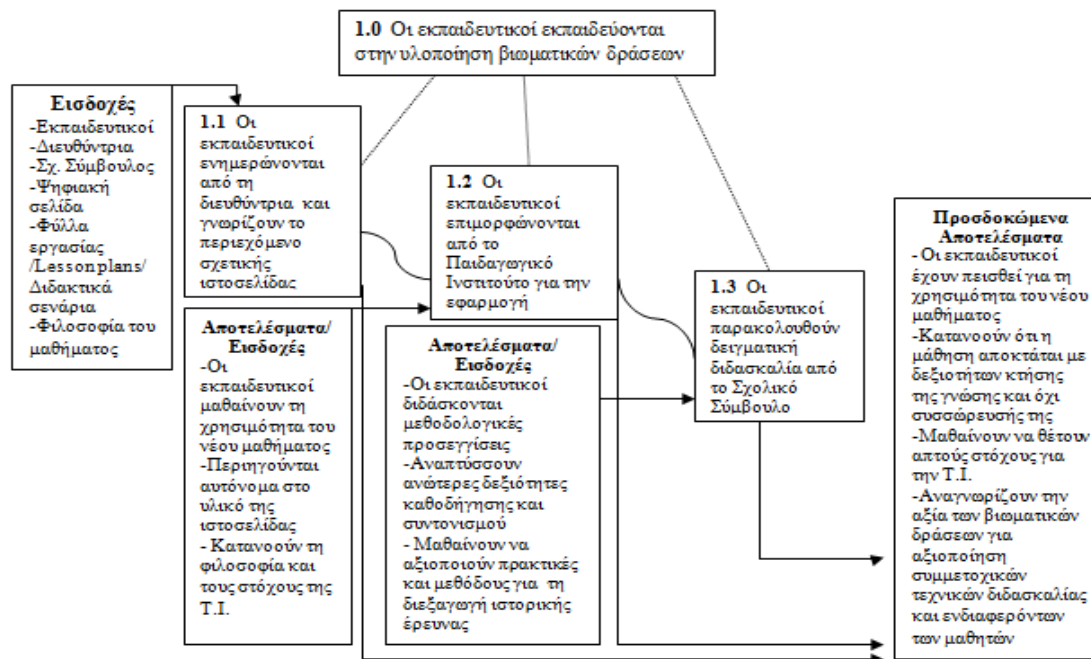 1.0 Οι εκπαιδευτικοί εκπαιδεύονται
στην υλοποίηση βιωματικών δράσεων
Εισδοχές
-Εκπαιδευτικοί
-Διευθύντρια
-Σχ. Σύμβουλος
-Ψηφιακή
σελίδα
-Φύλλα
εργασίας
/Lessonplans/
Διδακτικά
σενάρια
-Φιλοσοφία του
μαθήματος
1.1 Οι
εκπαιδευτικοί
ενημερώνονται
από τη
διευθύντρια και
γνωρίζουν το
περιεχόμενο
σχετικής
ιστοσελίδας
Αποτελέσματα/
Εισδοχές
-Οι
εκπαιδευτικοί
μαθαίνουν τη
χρησιμότητα του
νέου μαθήματος
-Περιηγούνται
αυτόνομα στο
υλικό της
ιστοσελίδας
- Κατανοούν τη
φιλοσοφία και
τους στόχους της
Τ.Ι.
1.2 Οι
εκπαιδευτικοί
επιμορφώνονται
από το
Παιδαγωγικό
Ινστιτούτο για την
εφαρμογή
Αποτελέσματα/
Εισδοχές
-Οι εκπαιδευτικοί
διδάσκονται
μεθοδολογικές
προσεγγίσεις
-Αναπτύσσουν
ανώτερες δεξιότητες
καθοδήγησης και
συντονισμού
- Μαθαίνουν να
αξιοποιούν πρακτικές
και μεθόδους για τη
διεξαγωγή ιστορικής
έρευνας
1.3 Οι
εκπαιδευτικοί
παρακολουθούν
δειγματική
διδασκαλία από
το Σχολικό
Σύμβουλο
Προσδοκώμενα
Αποτελέσματα
- Οι εκπαιδευτικοί
έχουν πεισθεί για τη
χρησιμότητα του νέου
μαθήματος
-Κατανοούν ότι η
μάθηση αποκτάται με
δεξιοτήτων κτήσης
της γνώσης και όχι
συσσώρευσής της
-Μαθαίνουν να θέτουν
απτούς στόχους για
την Τ.Ι.
-Αναγνωρίζουν την
αξία των βιωματικών
δράσεων για
αξιοποίηση
συμμετοχικών
τεχνικών διδασκαλίας
και ενδιαφερόντων
των μαθητών